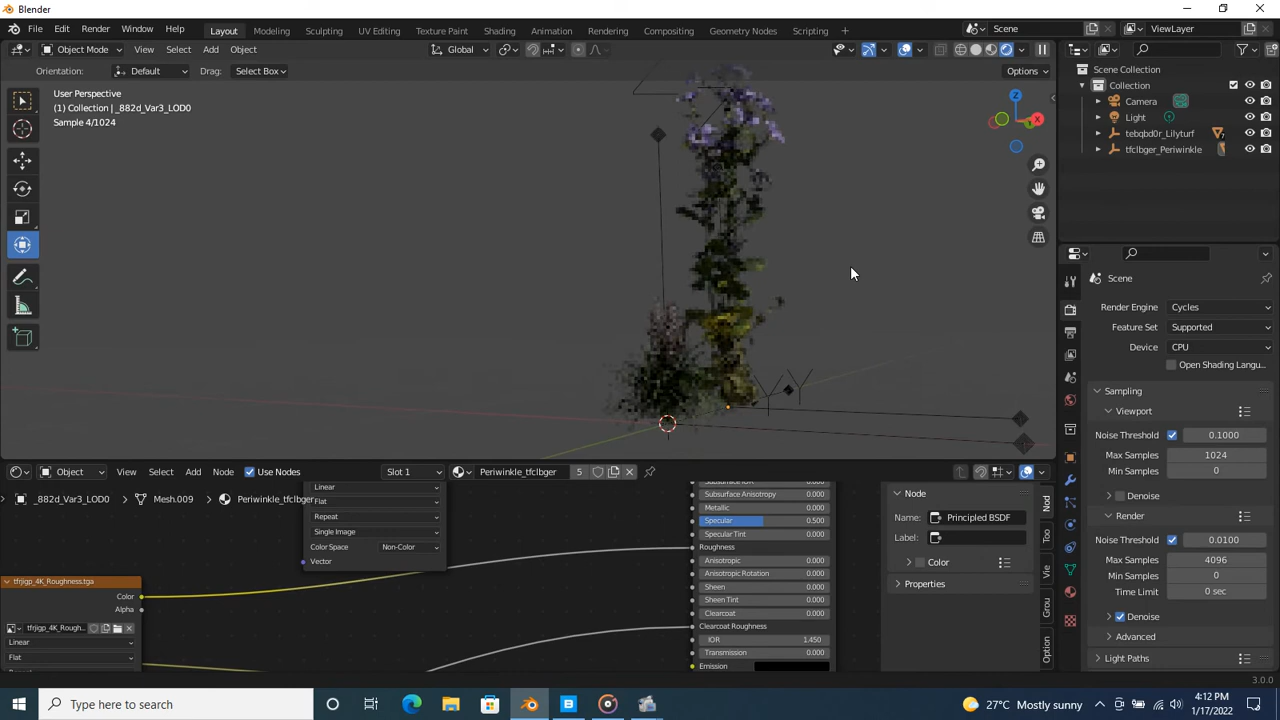 Blender
File Edit Render Window Help Layout Modeling Sculpting UV Editing Texture Paint Shading Animation Rendering Compositing Geometry Nodes Scripting + Scene ViewLayer
Object Mode View Select Add Object Global
Orientation: Default Drag: Select Box Options
User Perspective
(1) Collection | _882d_Var3_LOD0
Sample 4/1024
Z
X
Y
Scene Collection
Collection
Camera
Light
tebqbd0r_Lilyturf
tfclbger_Periwinkle
Scene
Render Engine Cycles
Feature Set Supported
Device CPU
Open Shading Langu...
Sampling
Viewport
Noise Threshold 0.1000
Max Samples 1024
Min Samples 0
Denoise
Render
Noise Threshold 0.0100
Max Samples 4096
Min Samples 0
Time Limit 0 sec
Denoise
Advanced
Light Paths
3.0.0
Object View Select Add Node Use Nodes Slot 1 Periwinkle_tfclbger 5
_882d_Var3_LOD0 Mesh.009 Periwinkle_tfclbger
Linear
Flat
Repeat
Single Image
Color Space Non-Color
Vector
tfrjigp_4K_Roughness.tga
Color
Alpha
tfrjigp_4K_Rough...
Linear
Flat
Subsurface Anisotropy 0.000
Metallic 0.000
Specular 0.500
Specular Tint 0.000
Roughness
Anisotropic 0.000
Anisotropic Rotation 0.000
Sheen 0.000
Sheen Tint 0.000
Clearcoat 0.000
Clearcoat Roughness
IOR 1.450
Transmission 0.000
Emission
Node
Name: Principled BSDF
Label:
Color
Properties
Nod
Too
Vie
Grou
Option
Type here to search
27°C Mostly sunny
4:12 PM
1/17/2022